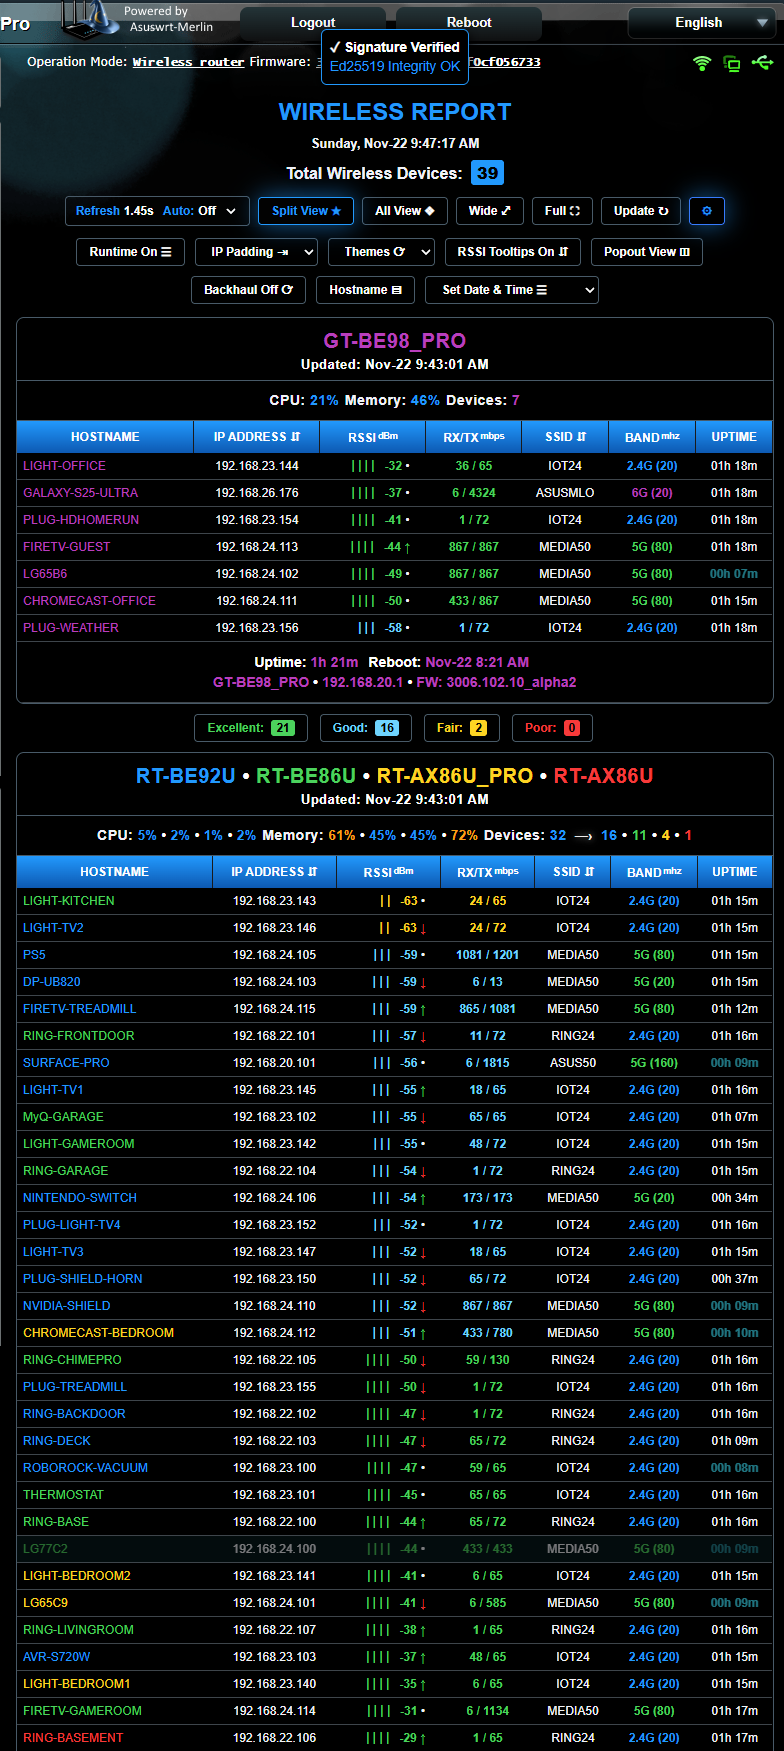 Pro
Powered by
Asuswrt-Merlin
Logout
Reboot
English
✓ Signature Verified
Ed25519 Integrity OK
Operation Mode: Wireless router Firmware: f0cf056733
WIRELESS REPORT
Sunday, Nov-22 9:47:17 AM
Total Wireless Devices: 39
Refresh 1.45s Auto: Off
Split View ★
All View ◆
Wide ⤢
Full ⛶
Update ↻
⚙
Runtime On ☰
IP Padding ⇥
Themes ⟳
RSSI Tooltips On ⇵
Popout View ◫
Backhaul Off ⟳
Hostname ⊟
Set Date & Time ☰
GT-BE98_PRO
Updated: Nov-22 9:43:01 AM
CPU: 21% Memory: 46% Devices: 7
HOSTNAME IP ADDRESS ⇵ RSSI dBm RX/TX mbps SSID ⇵ BAND mhz UPTIME
LIGHT-OFFICE 192.168.23.144 -32 • 36 / 65 IOT24 2.4G (20) 01h 18m
GALAXY-S25-ULTRA 192.168.26.176 -37 • 6 / 4324 ASUSMLO 6G (20) 01h 18m
PLUG-HDHOMERUN 192.168.23.154 -41 • 1 / 72 IOT24 2.4G (20) 01h 18m
FIRETV-GUEST 192.168.24.113 -44 ↑ 867 / 867 MEDIA50 5G (80) 01h 18m
LG65B6 192.168.24.102 -49 • 867 / 867 MEDIA50 5G (80) 00h 07m
CHROMECAST-OFFICE 192.168.24.111 -50 • 433 / 867 MEDIA50 5G (80) 01h 15m
PLUG-WEATHER 192.168.23.156 -58 • 1 / 72 IOT24 2.4G (20) 01h 18m
Uptime: 1h 21m Reboot: Nov-22 8:21 AM
GT-BE98_PRO • 192.168.20.1 • FW: 3006.102.10_alpha2
Excellent: 21
Good: 16
Fair: 2
Poor: 0
RT-BE92U • RT-BE86U • RT-AX86U_PRO • RT-AX86U
Updated: Nov-22 9:43:01 AM
CPU: 5% • 2% • 1% • 2% Memory: 61% • 45% • 45% • 72% Devices: 32 ⟶ 16 • 11 • 4 • 1
HOSTNAME IP ADDRESS ⇵ RSSI dBm RX/TX mbps SSID ⇵ BAND mhz UPTIME
LIGHT-KITCHEN 192.168.23.143 -63 • 24 / 65 IOT24 2.4G (20) 01h 15m
LIGHT-TV2 192.168.23.146 -63 ↓ 24 / 72 IOT24 2.4G (20) 01h 15m
PS5 192.168.24.105 -59 • 1081 / 1201 MEDIA50 5G (80) 01h 15m
DP-UB820 192.168.24.103 -59 ↓ 6 / 13 MEDIA50 5G (20) 01h 15m
FIRETV-TREADMILL 192.168.24.115 -59 ↑ 865 / 1081 MEDIA50 5G (80) 01h 12m
RING-FRONTDOOR 192.168.22.101 -57 ↓ 11 / 72 RING24 2.4G (20) 01h 16m
SURFACE-PRO 192.168.20.101 -56 • 6 / 1815 ASUS50 5G (160) 00h 09m
LIGHT-TV1 192.168.23.145 -55 ↑ 18 / 65 IOT24 2.4G (20) 01h 16m
MyQ-GARAGE 192.168.23.102 -55 ↓ 65 / 65 IOT24 2.4G (20) 01h 07m
LIGHT-GAMEROOM 192.168.23.142 -55 • 48 / 72 IOT24 2.4G (20) 01h 15m
RING-GARAGE 192.168.22.104 -54 ↓ 1 / 72 RING24 2.4G (20) 01h 15m
NINTENDO-SWITCH 192.168.24.106 -54 ↑ 173 / 173 MEDIA50 5G (20) 00h 34m
PLUG-LIGHT-TV4 192.168.23.152 -52 • 1 / 72 IOT24 2.4G (20) 01h 16m
LIGHT-TV3 192.168.23.147 -52 ↓ 18 / 65 IOT24 2.4G (20) 01h 15m
PLUG-SHIELD-HORN 192.168.23.150 -52 ↓ 65 / 72 IOT24 2.4G (20) 00h 37m
NVIDIA-SHIELD 192.168.24.110 -52 ↓ 867 / 867 MEDIA50 5G (80) 00h 09m
CHROMECAST-BEDROOM 192.168.24.112 -51 ↑ 433 / 780 MEDIA50 5G (80) 00h 10m
RING-CHIMEPRO 192.168.22.105 -50 ↓ 59 / 130 RING24 2.4G (20) 01h 16m
PLUG-TREADMILL 192.168.23.155 -50 ↓ 1 / 72 IOT24 2.4G (20) 01h 16m
RING-BACKDOOR 192.168.22.102 -47 ↓ 1 / 72 RING24 2.4G (20) 01h 16m
RING-DECK 192.168.22.103 -47 ↓ 65 / 72 RING24 2.4G (20) 01h 09m
ROBOROCK-VACUUM 192.168.23.100 -47 • 59 / 65 IOT24 2.4G (20) 00h 08m
THERMOSTAT 192.168.23.101 -45 • 65 / 65 IOT24 2.4G (20) 01h 16m
RING-BASE 192.168.22.100 -44 ↑ 65 / 72 RING24 2.4G (20) 01h 16m
LG77C2 192.168.24.100 -44 • 433 / 433 MEDIA50 5G (80) 00h 09m
LIGHT-BEDROOM2 192.168.23.141 -41 • 6 / 65 IOT24 2.4G (20) 01h 15m
LG65C9 192.168.24.101 -41 ↓ 6 / 585 MEDIA50 5G (80) 00h 09m
RING-LIVINGROOM 192.168.22.107 -38 ↑ 1 / 65 RING24 2.4G (20) 01h 16m
AVR-S720W 192.168.23.103 -37 ↑ 48 / 65 IOT24 2.4G (20) 01h 15m
LIGHT-BEDROOM1 192.168.23.140 -35 ↑ 6 / 65 IOT24 2.4G (20) 01h 15m
FIRETV-GAMEROOM 192.168.24.114 -31 • 6 / 1134 MEDIA50 5G (80) 01h 17m
RING-BASEMENT 192.168.22.106 -29 ↑ 1 / 65 RING24 2.4G (20) 01h 17m